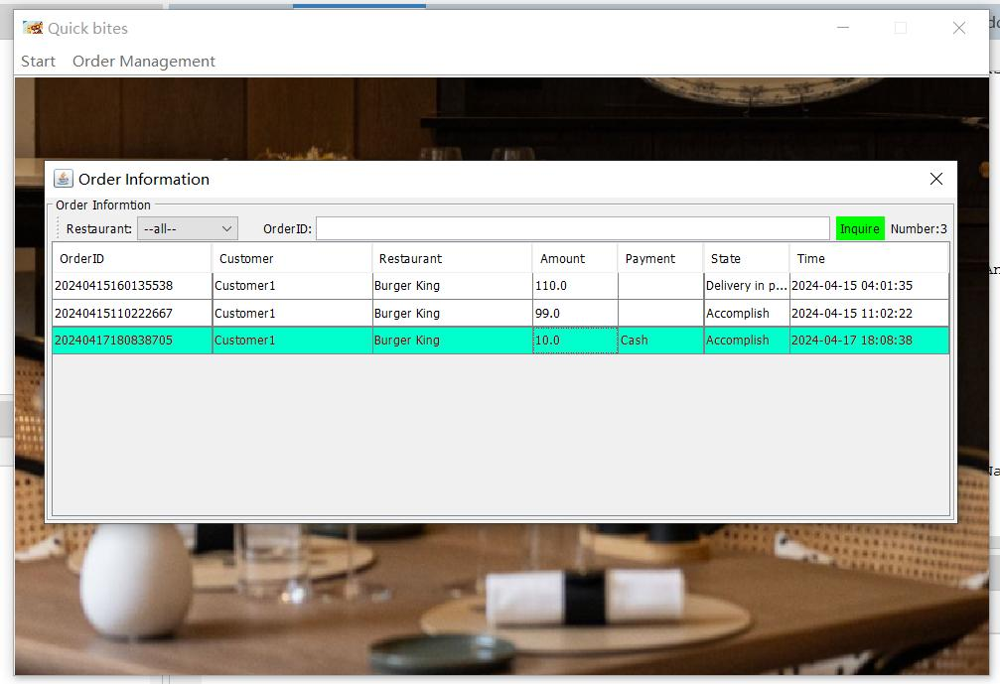 Quick bites
Start Order Management
Order Information
Order Informtion
Restaurant: --all-- OrderID: Inquire Number:3
OrderID Customer Restaurant Amount Payment State Time
20240415160135538 Customer1 Burger King 110.0 Delivery in p... 2024-04-15 04:01:35
20240415110222667 Customer1 Burger King 99.0 Accomplish 2024-04-15 11:02:22
20240417180838705 Customer1 Burger King 10.0 Cash Accomplish 2024-04-17 18:08:38